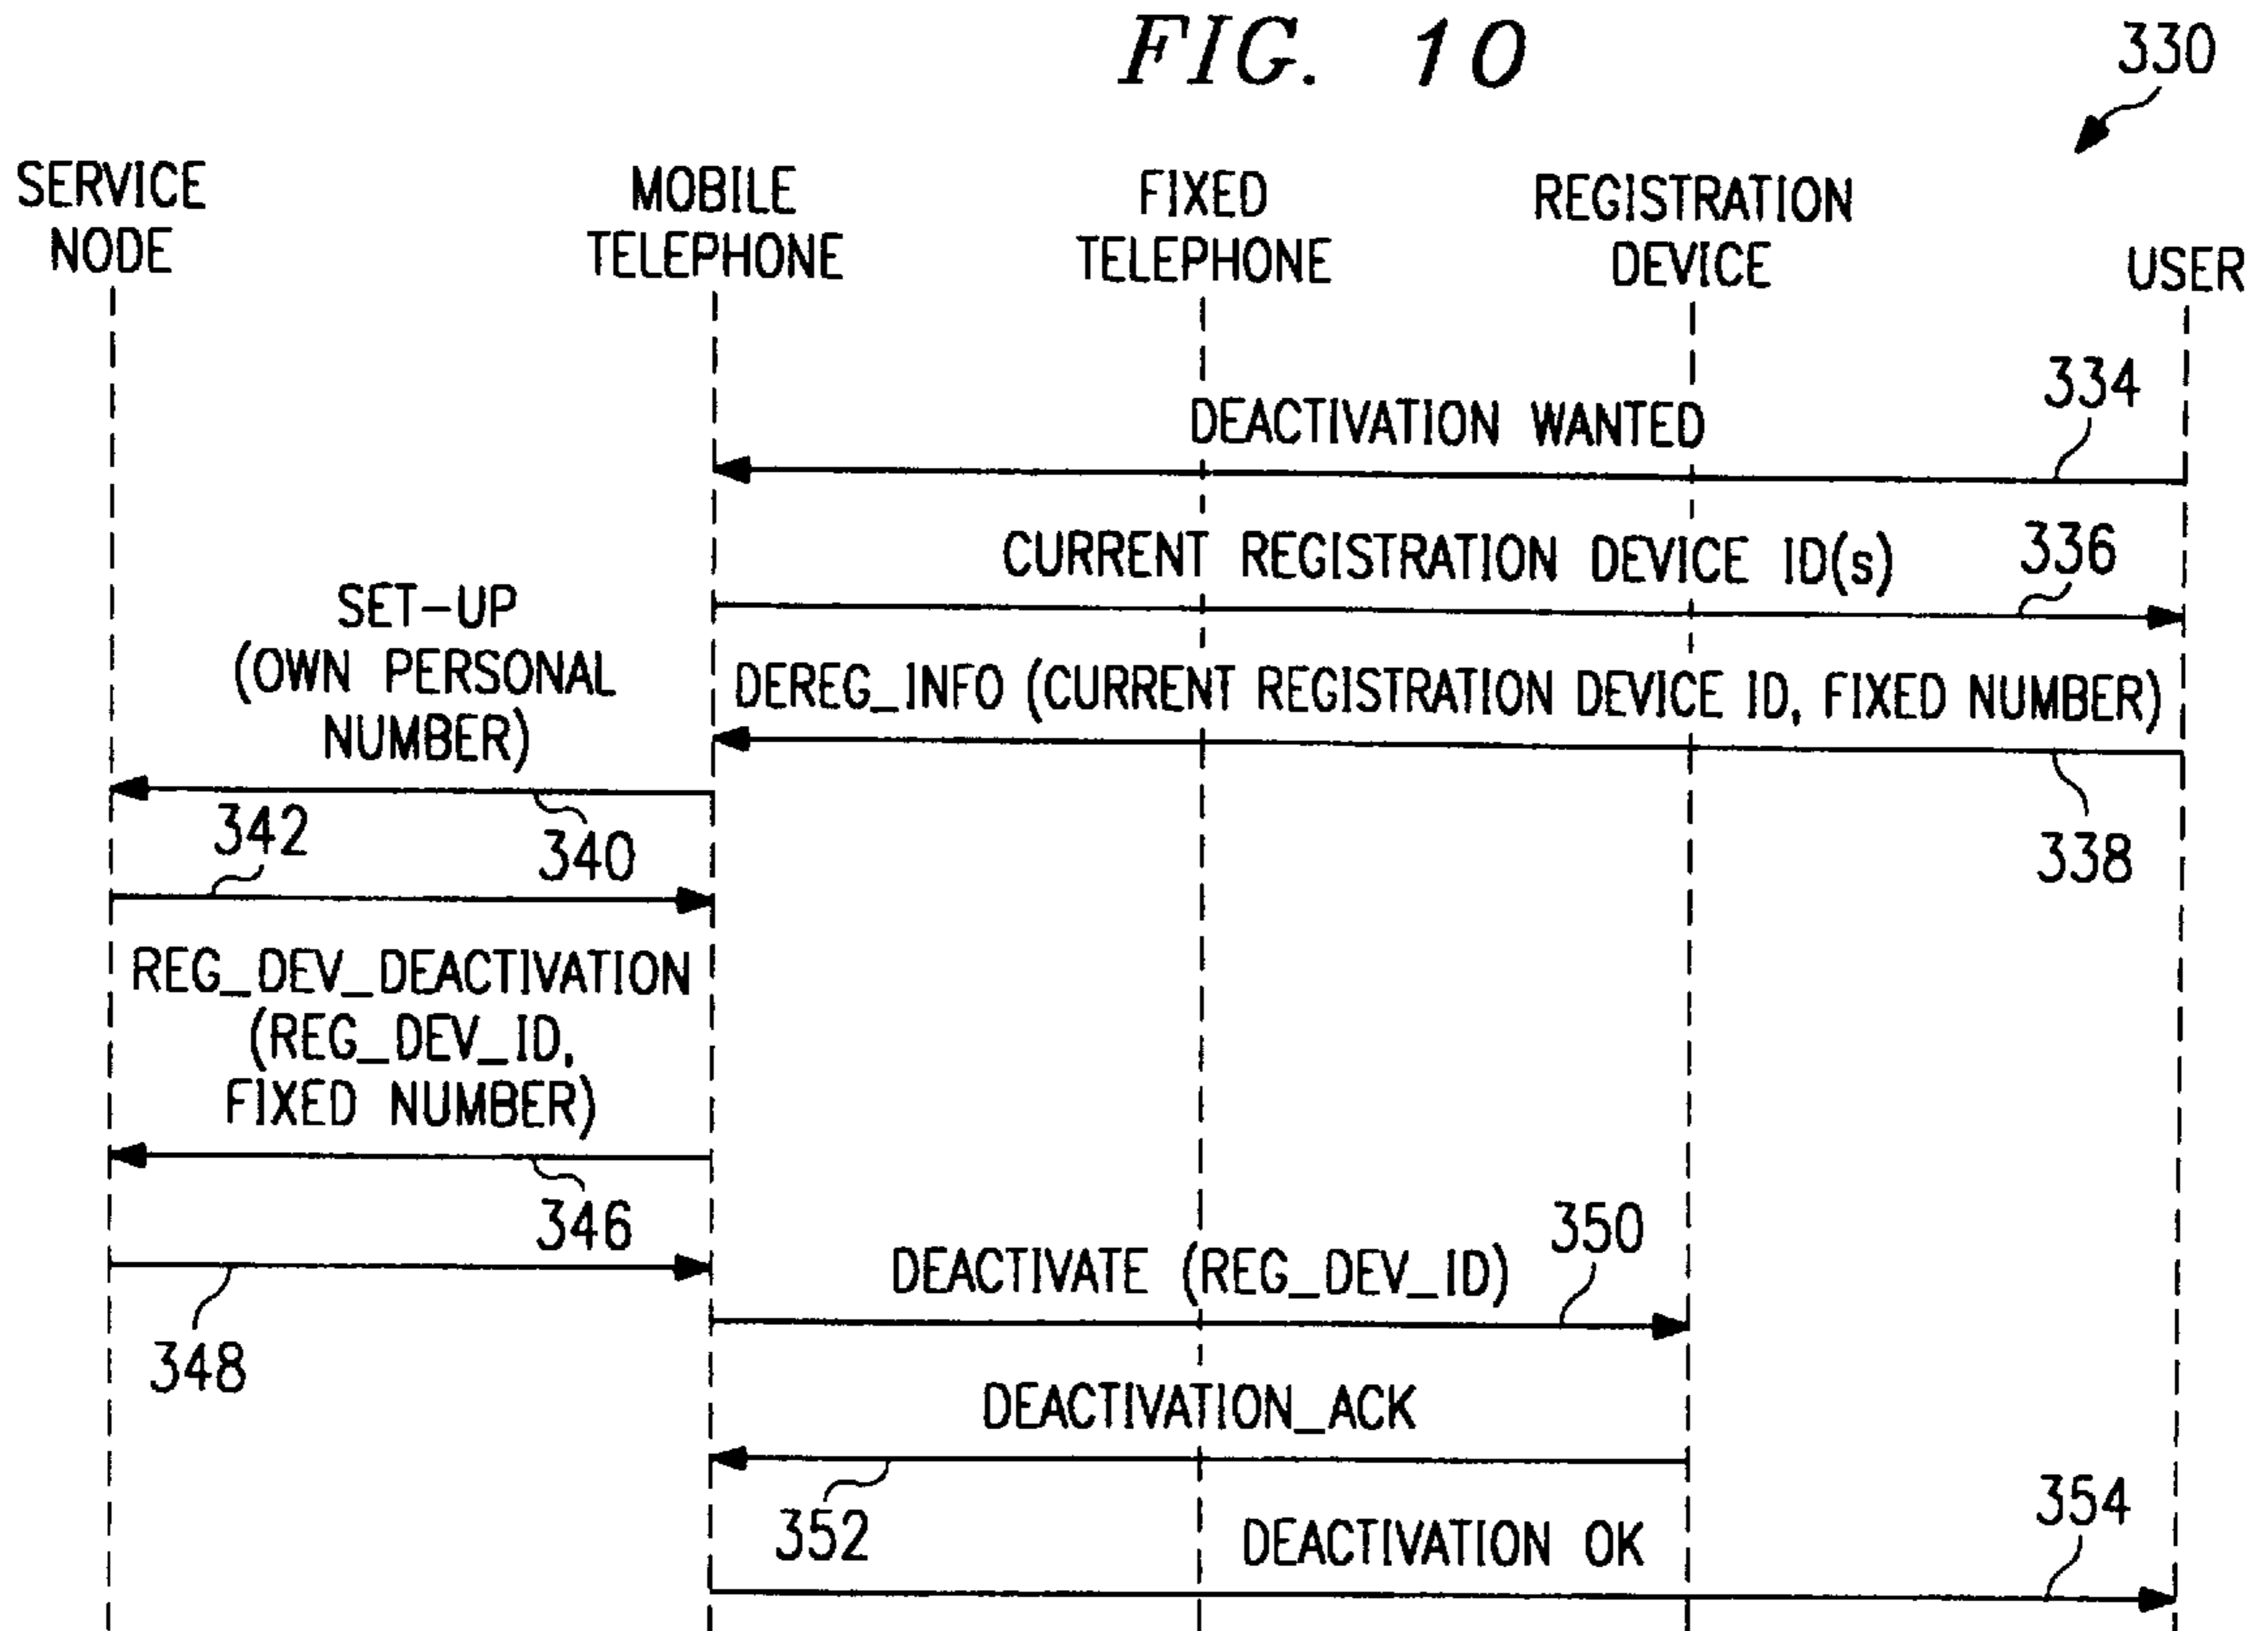 FIG. 10
330
SERVICE
NODE
MOBILE
TELEPHONE
FIXED
TELEPHONE
REGISTRATION
DEVICE
USER
334
DEACTIVATION WANTED
CURRENT REGISTRATION DEVICE ID(s)
336
SET-UP
(OWN PERSONAL
NUMBER)
DEREG_INFO (CURRENT REGISTRATION DEVICE ID, FIXED NUMBER)
342
340
338
REG_DEV_DEACTIVATION
(REG_DEV_ID,
FIXED NUMBER)
346
350
DEACTIVATE (REG_DEV_ID)
348
DEACTIVATION_ACK
352
DEACTIVATION OK
354